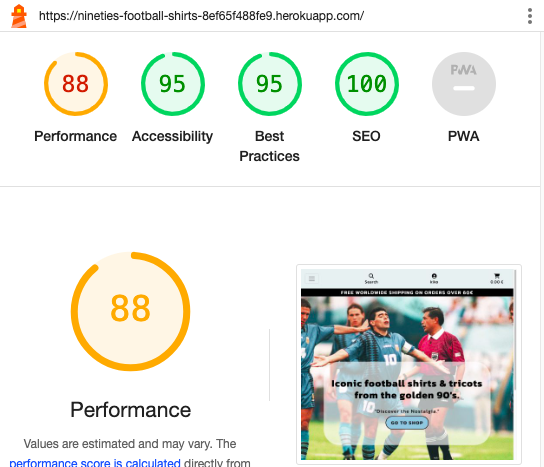 https://nineties-football-shirts-8ef65f488fe9.herokuapp.com/
88 95 95 100 PWA
Performance Accessibility Best Practices SEO PWA
88
Search Kika 0.00 €
FREE WORLDWIDE SHIPPING ON ORDERS OVER 60€
10
Iconic football shirts & tricots
from the golden 90's.
"Discover the Nostalgia."
GO TO SHOP
Performance
Values are estimated and may vary. The
performance score is calculated directly from